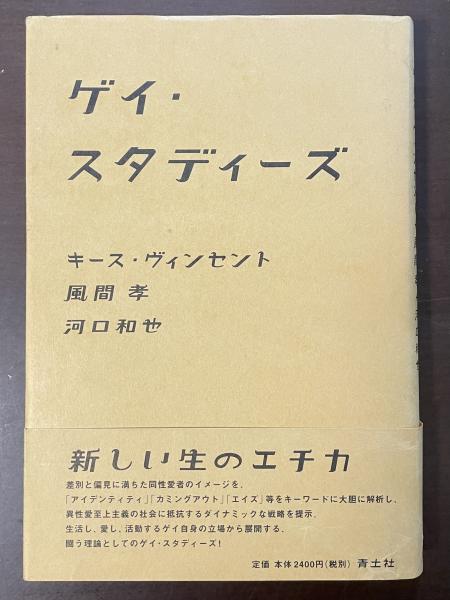 ゲイ・
スタディーズ
キース・ヴィンセント
風間 孝
河口和也
新しい生のエチカ
差別と偏見に満ちた同性愛者のイメージを、
「アイデンティティ」「カミングアウト」「エイズ」等をキーワードに大胆に解析し、
異性愛至上主義の社会に抵抗するダイナミックな戦略を提示。
生活し、愛し、活動するゲイ自身の立場から展開する、
闘う理論としてのゲイ・スタディーズ！
定価 本体2400円(税別) 青土社